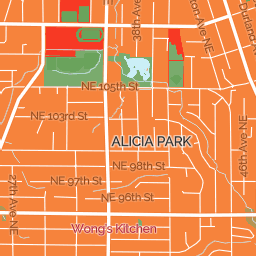 38th Ave NE
NE 105th St
NE 103rd St
ALICIA PARK
NE 98th St
NE 97th St
NE 96th St
46th Ave NE
27th Ave NE
Wong's Kitchen